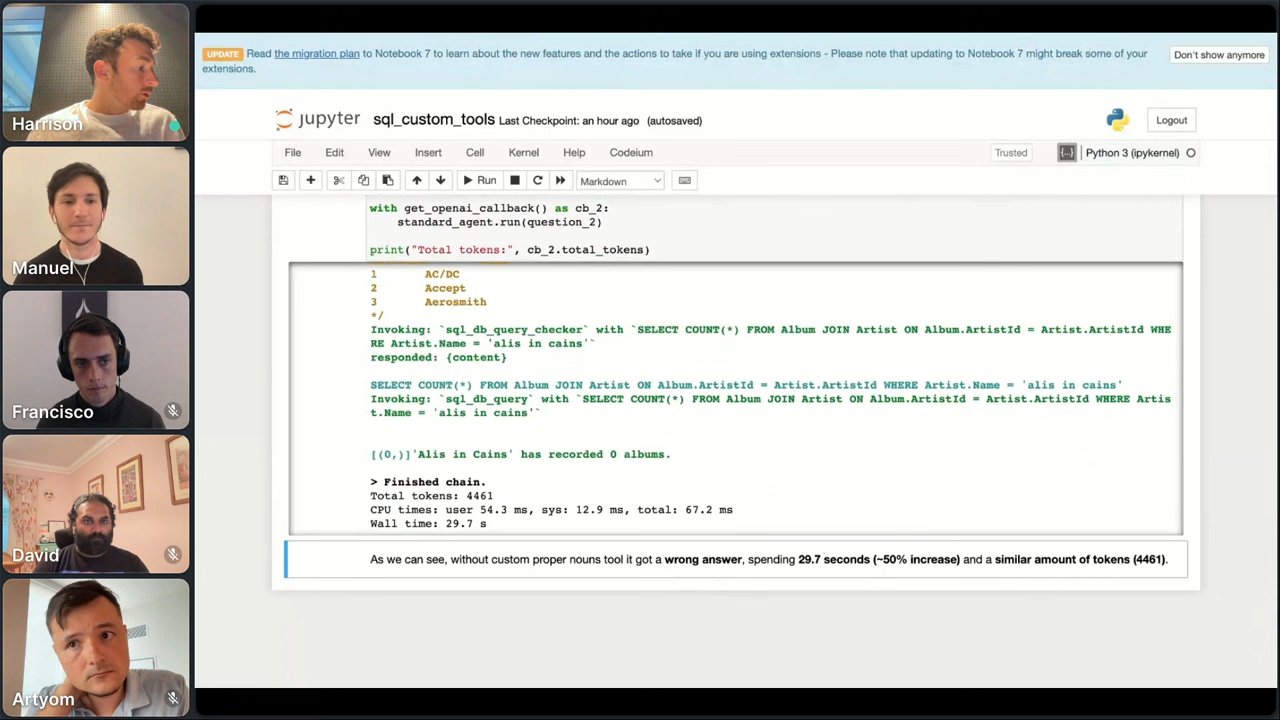 Harrison
Manuel
Francisco
David
Artyom
UPDATE Read the migration plan to Notebook 7 to learn about the new features and the actions to take if you are using extensions - Please note that updating to Notebook 7 might break some of your
extensions.
Don't show anymore
jupyter sql_custom_tools Last Checkpoint: an hour ago (autosaved)
Logout
File Edit View Insert Cell Kernel Help Codeium
Trusted
Python 3 (ipykernel)
Run
Markdown
with get_openai_callback() as cb_2:
    standard_agent.run(question_2)
print("Total tokens:", cb_2.total_tokens)
1 AC/DC
2 Accept
3 Aerosmith
*/
Invoking: `sql_db_query_checker` with `SELECT COUNT(*) FROM Album JOIN Artist ON Album.ArtistId = Artist.ArtistId WHE
RE Artist.Name = 'alis in cains'`
responded: {content}
SELECT COUNT(*) FROM Album JOIN Artist ON Album.ArtistId = Artist.ArtistId WHERE Artist.Name = 'alis in cains'
Invoking: `sql_db_query` with `SELECT COUNT(*) FROM Album JOIN Artist ON Album.ArtistId = Artist.ArtistId WHERE Artis
t.Name = 'alis in cains'`
[(0,)]'Alis in Cains' has recorded 0 albums.
> Finished chain.
Total tokens: 4461
CPU times: user 54.3 ms, sys: 12.9 ms, total: 67.2 ms
Wall time: 29.7 s
As we can see, without custom proper nouns tool it got a wrong answer, spending 29.7 seconds (~50% increase) and a similar amount of tokens (4461).